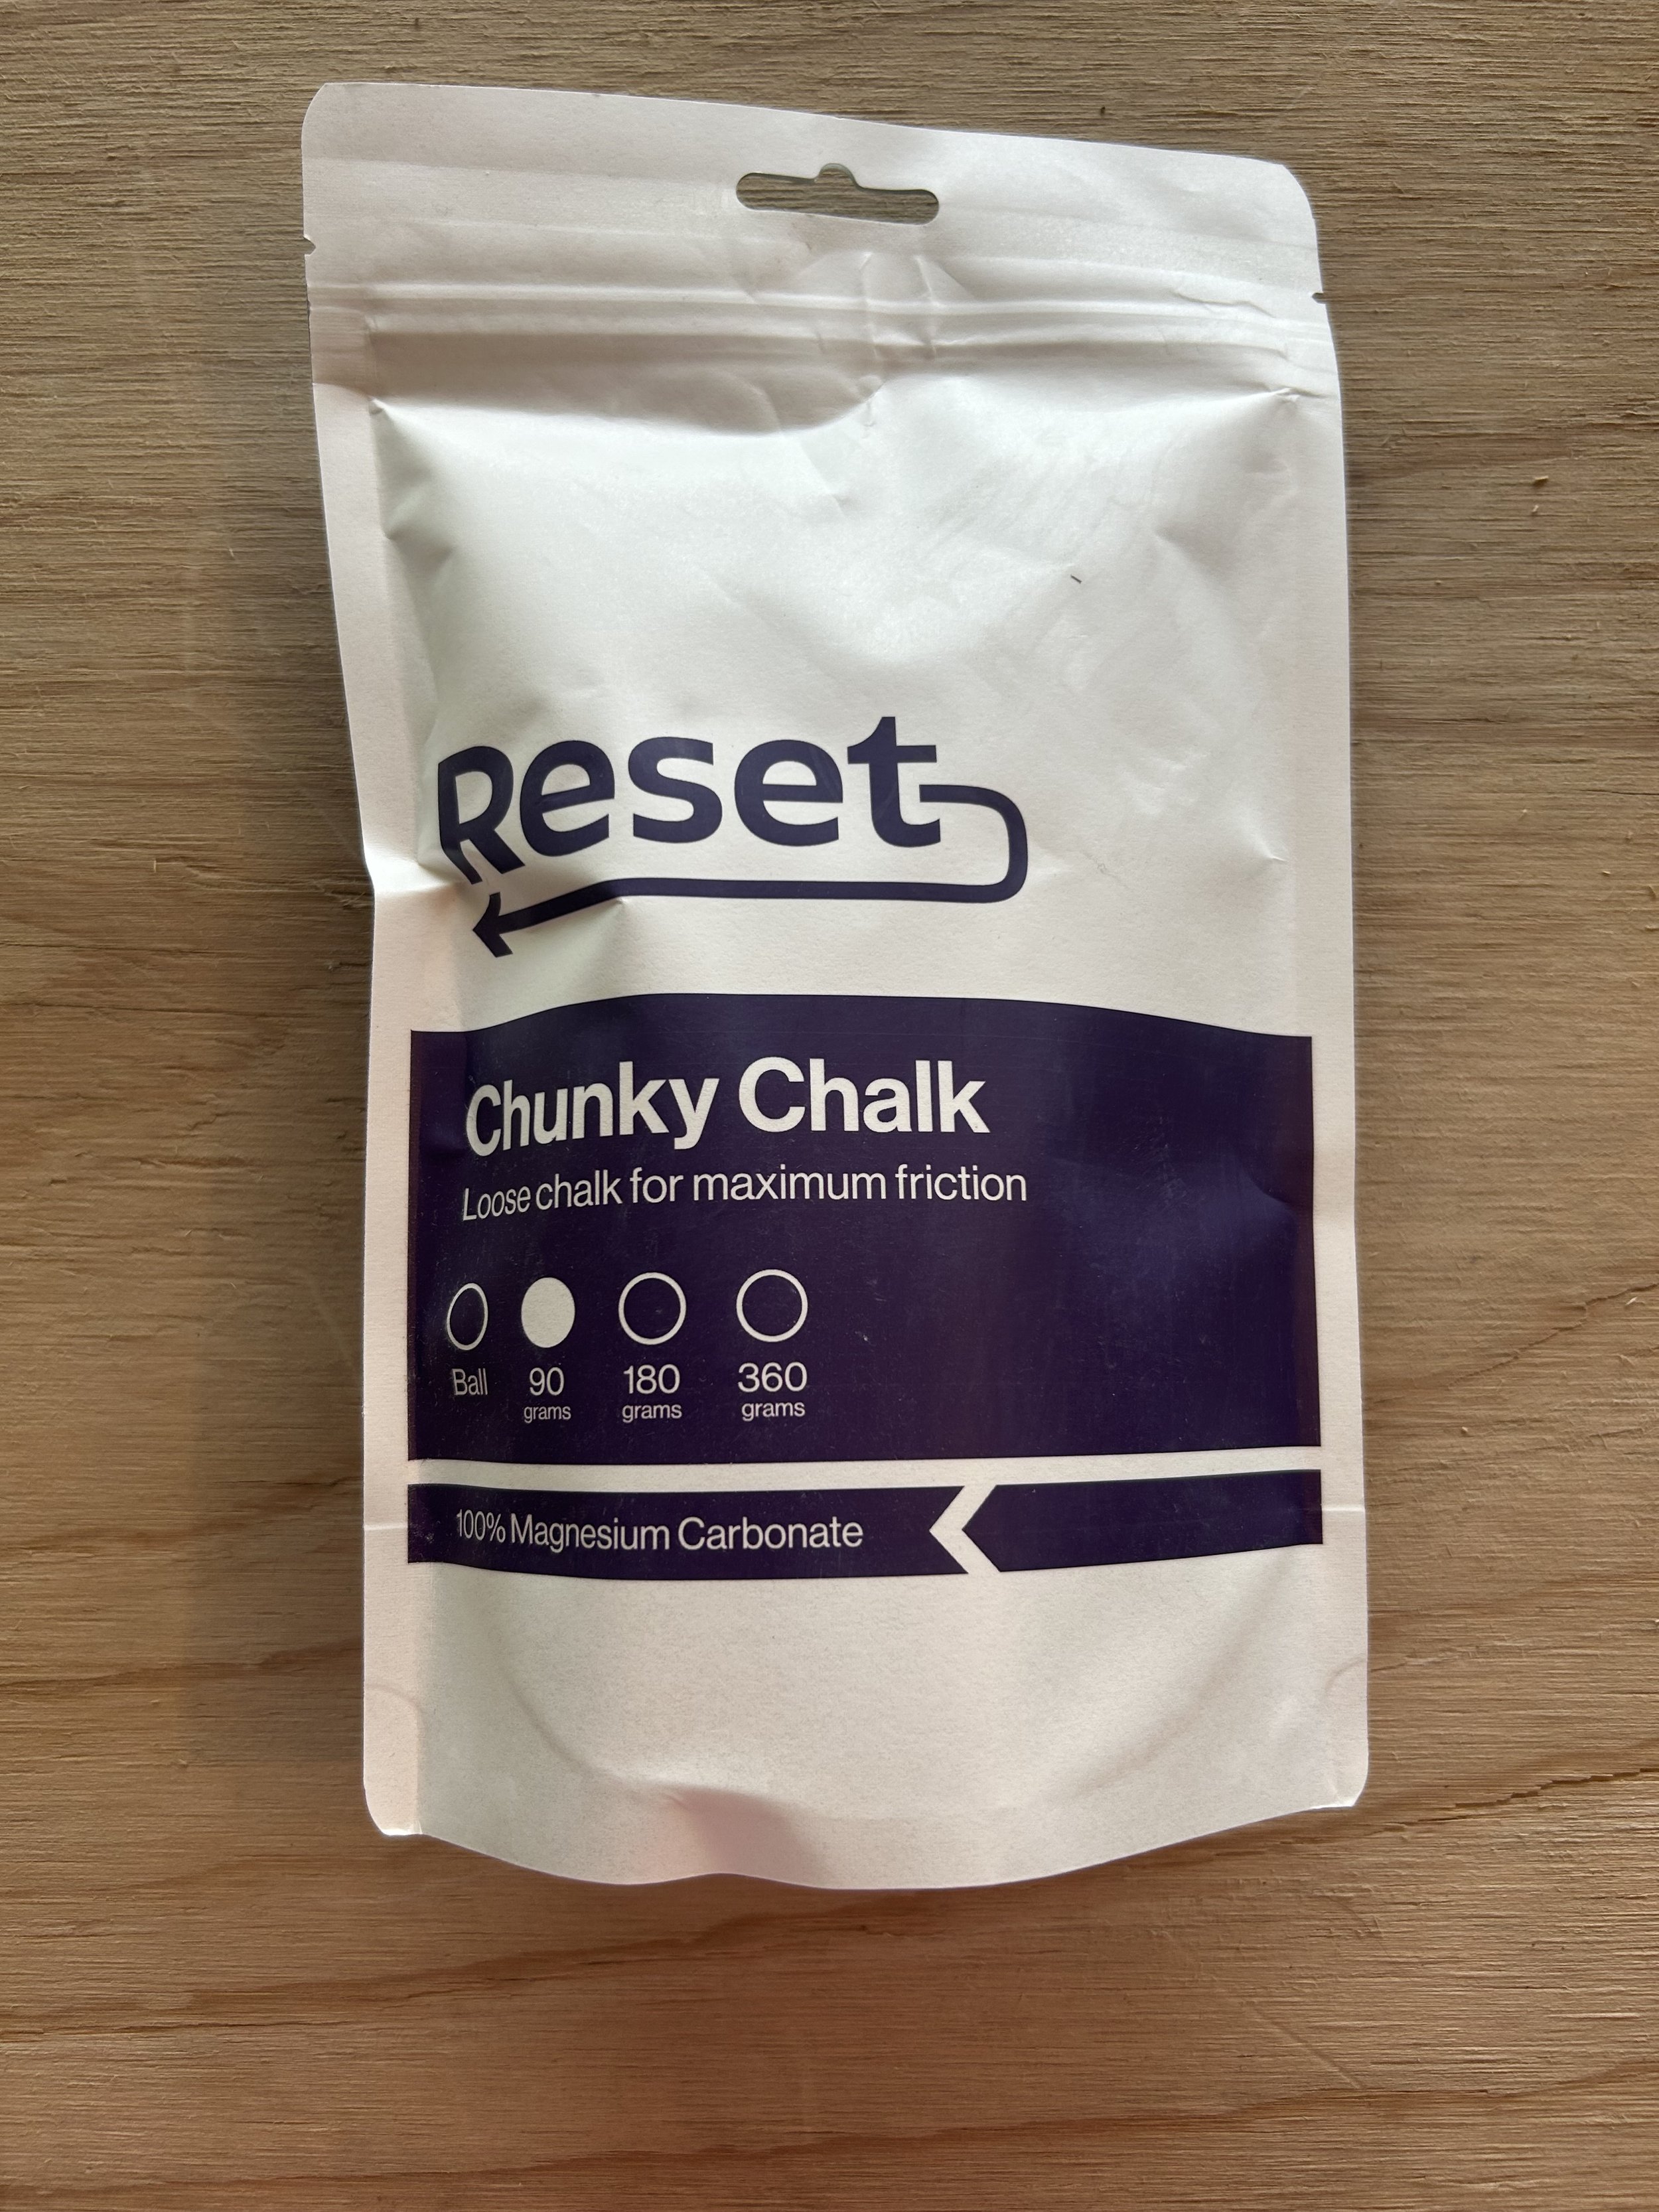 Reset
Chunky Chalk
Loose chalk for maximum friction
Ball 90 grams 180 grams 360 grams
100% Magnesium Carbonate